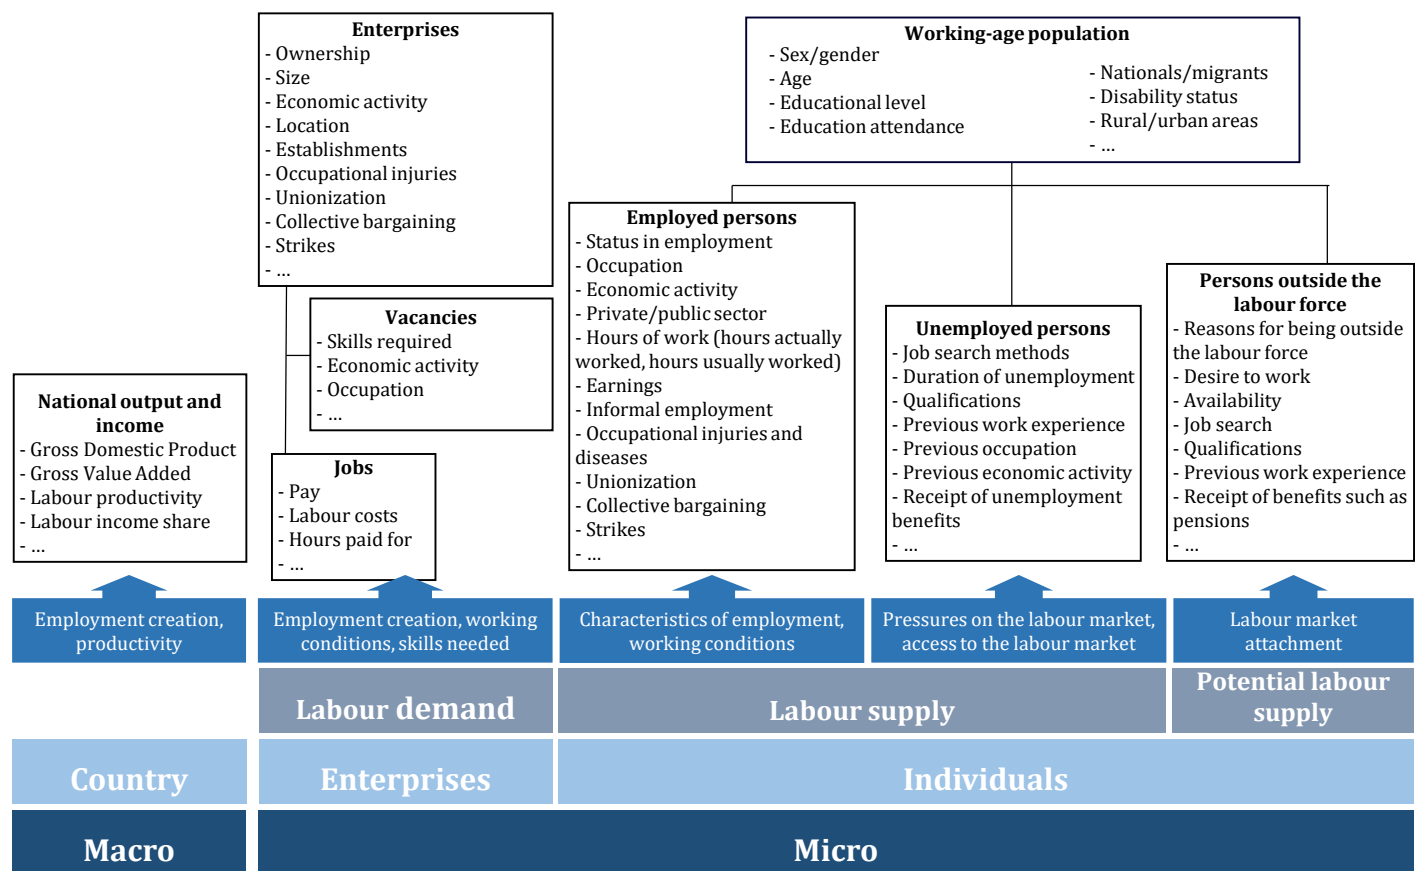 Enterprises
- Ownership
- Size
- Economic activity
- Location
- Establishments
- Occupational injuries
- Unionization
- Collective bargaining
- Strikes
- ...
Working-age population
- Sex/gender
- Age
- Educational level
- Education attendance
- Nationals/migrants
- Disability status
- Rural/urban areas
- ...
Vacancies
- Skills required
- Economic activity
- Occupation
- ...
Jobs
- Pay
- Labour costs
- Hours paid for
- ...
National output and
income
- Gross Domestic Product
- Gross Value Added
- Labour productivity
- Labour income share
- ...
Employed persons
- Status in employment
- Occupation
- Economic activity
- Private/public sector
- Hours of work (hours actually
worked, hours usually worked)
- Earnings
- Informal employment
- Occupational injuries and
diseases
- Unionization
- Collective bargaining
- Strikes
- ...
Unemployed persons
- Job search methods
- Duration of unemployment
- Qualifications
- Previous work experience
- Previous occupation
- Previous economic activity
- Receipt of unemployment
benefits
- ...
Persons outside the
labour force
- Reasons for being outside
the labour force
- Desire to work
- Availability
- Job search
- Qualifications
- Previous work experience
- Receipt of benefits such as
pensions
- ...
Employment creation,
productivity
Employment creation, working
conditions, skills needed
Characteristics of employment,
working conditions
Pressures on the labour market,
access to the labour market
Labour market
attachment
Labour demand
Labour supply
Potential labour
supply
Country
Enterprises
Individuals
Macro
Micro